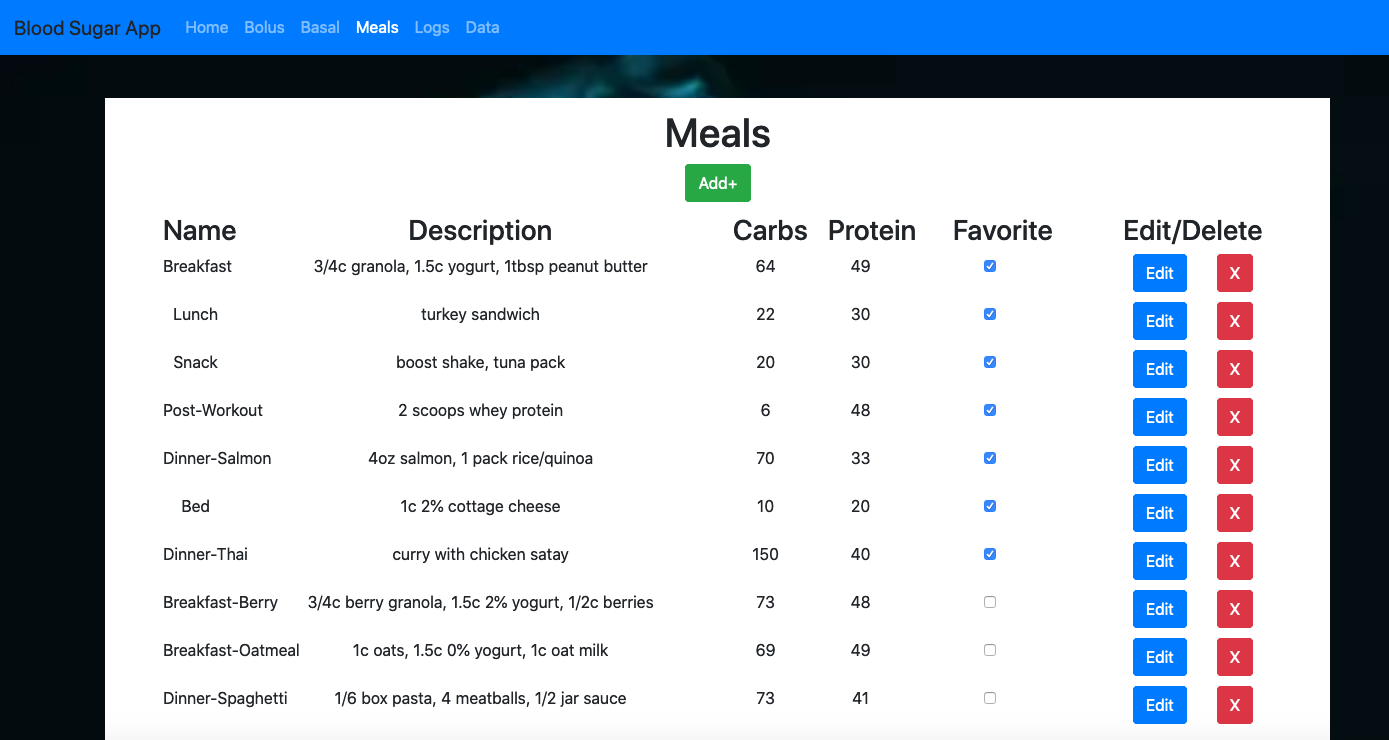 Blood Sugar App Home Bolus Basal Meals Logs Data
Meals
Add+
Name Description Carbs Protein Favorite Edit/Delete
Breakfast 3/4c granola, 1.5c yogurt, 1tbsp peanut butter 64 49 Edit X
Lunch turkey sandwich 22 30 Edit X
Snack boost shake, tuna pack 20 30 Edit X
Post-Workout 2 scoops whey protein 6 48 Edit X
Dinner-Salmon 4oz salmon, 1 pack rice/quinoa 70 33 Edit X
Bed 1c 2% cottage cheese 10 20 Edit X
Dinner-Thai curry with chicken satay 150 40 Edit X
Breakfast-Berry 3/4c berry granola, 1.5c 2% yogurt, 1/2c berries 73 48 Edit X
Breakfast-Oatmeal 1c oats, 1.5c 0% yogurt, 1c oat milk 69 49 Edit X
Dinner-Spaghetti 1/6 box pasta, 4 meatballs, 1/2 jar sauce 73 41 Edit X